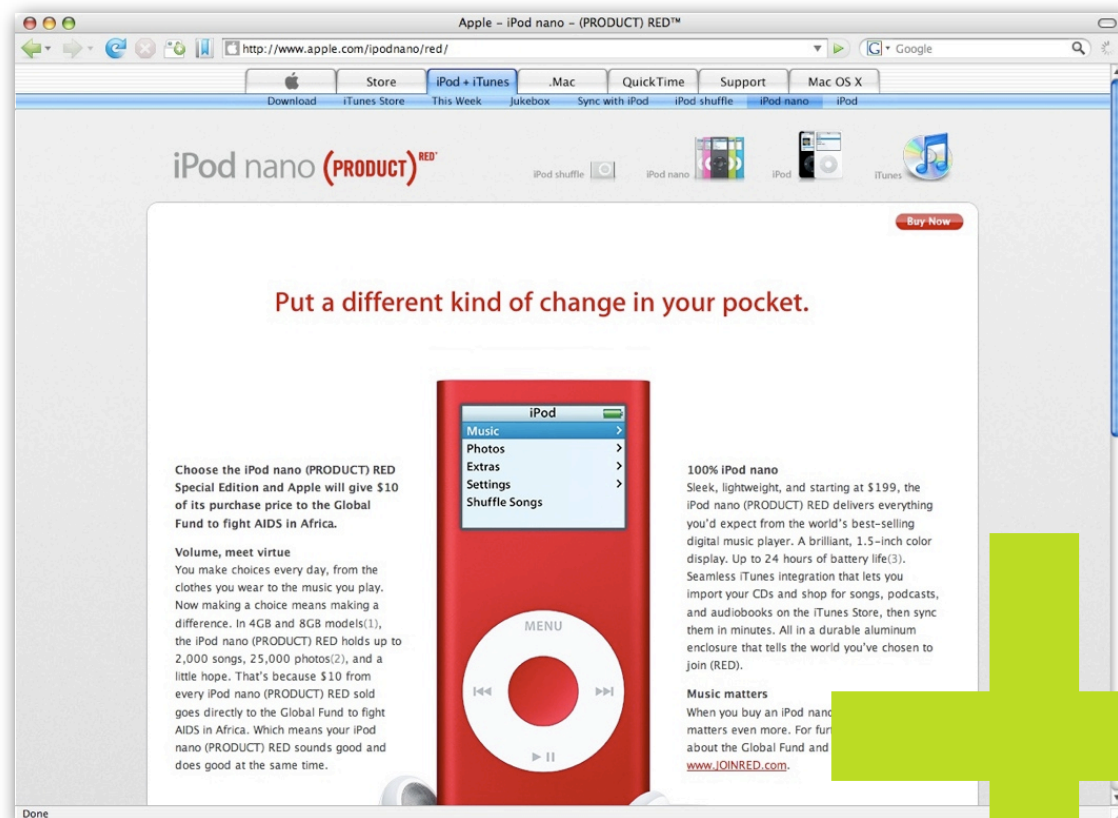 Apple – iPod nano – (PRODUCT) RED™
http://www.apple.com/ipodnano/red/
G Google
Store iPod + iTunes .Mac QuickTime Support Mac OS X
Download iTunes Store This Week Jukebox Sync with iPod iPod shuffle iPod nano iPod
iPod nano (PRODUCT) RED™
iPod shuffle iPod nano iPod iTunes
Buy Now
Put a different kind of change in your pocket.
Choose the iPod nano (PRODUCT) RED
Special Edition and Apple will give $10
of its purchase price to the Global
Fund to fight AIDS in Africa.
Volume, meet virtue
You make choices every day, from the
clothes you wear to the music you play.
Now making a choice means making a
difference. In 4GB and 8GB models(1),
the iPod nano (PRODUCT) RED holds up to
2,000 songs, 25,000 photos(2), and a
little hope. That's because $10 from
every iPod nano (PRODUCT) RED sold
goes directly to the Global Fund to fight
AIDS in Africa. Which means your iPod
nano (PRODUCT) RED sounds good and
does good at the same time.
iPod
Music
Photos
Extras
Settings
Shuffle Songs
MENU
100% iPod nano
Sleek, lightweight, and starting at $199, the
iPod nano (PRODUCT) RED delivers everything
you'd expect from the world's best-selling
digital music player. A brilliant, 1.5-inch color
display. Up to 24 hours of battery life(3).
Seamless iTunes integration that lets you
import your CDs and shop for songs, podcasts,
and audiobooks on the iTunes Store, then sync
them in minutes. All in a durable aluminum
enclosure that tells the world you've chosen to
join (RED).
Music matters
When you buy an iPod nano
matters even more. For
about the Global Fund and
www.JOINRED.com.
Done